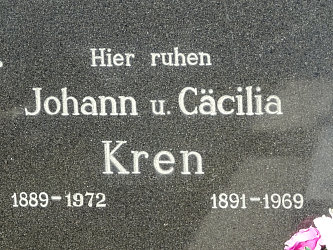 Hier ruhen
Johann u. Cäcilia
Kren
1889-1972 1891-1969